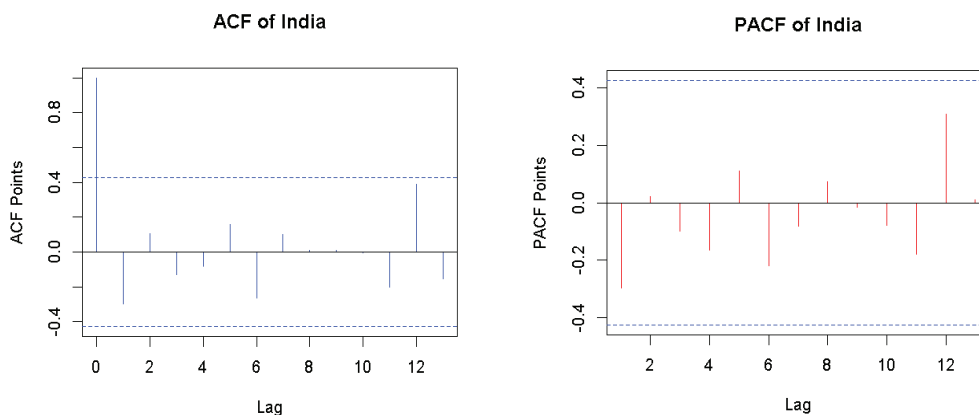 ACF of India
ACF Points
0.8
0.4
0.0
-0.4
0 2 4 6 8 10 12
Lag
PACF of India
PACF Points
0.4
0.2
0.0
-0.2
-0.4
2 4 6 8 10 12
Lag